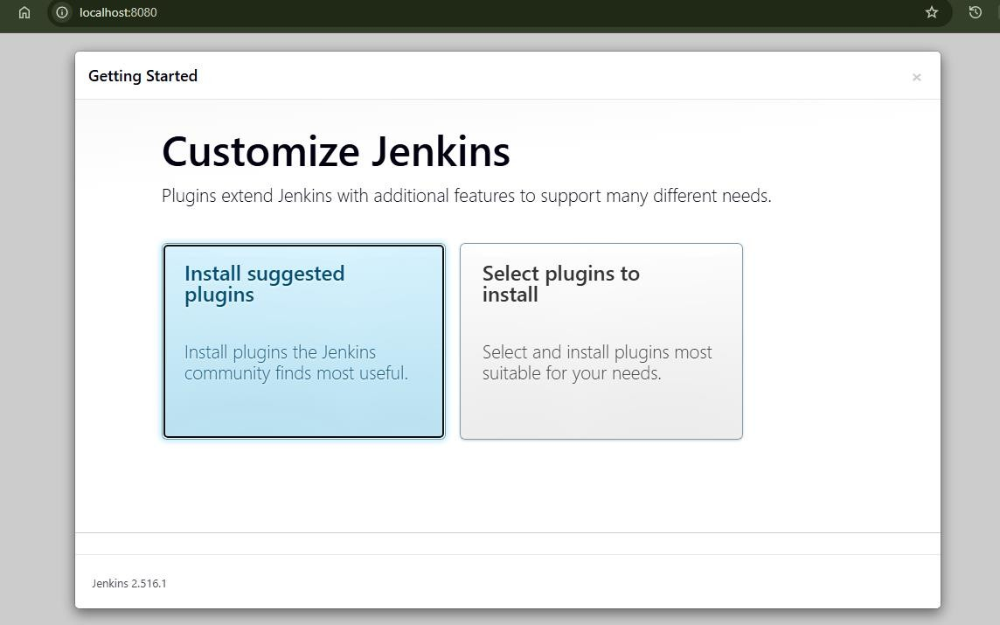 localhost:8080
Getting Started
×
Customize Jenkins
Plugins extend Jenkins with additional features to support many different needs.
Install suggested
plugins
Install plugins the Jenkins
community finds most useful.
Select plugins to
install
Select and install plugins most
suitable for your needs.
Jenkins 2.516.1